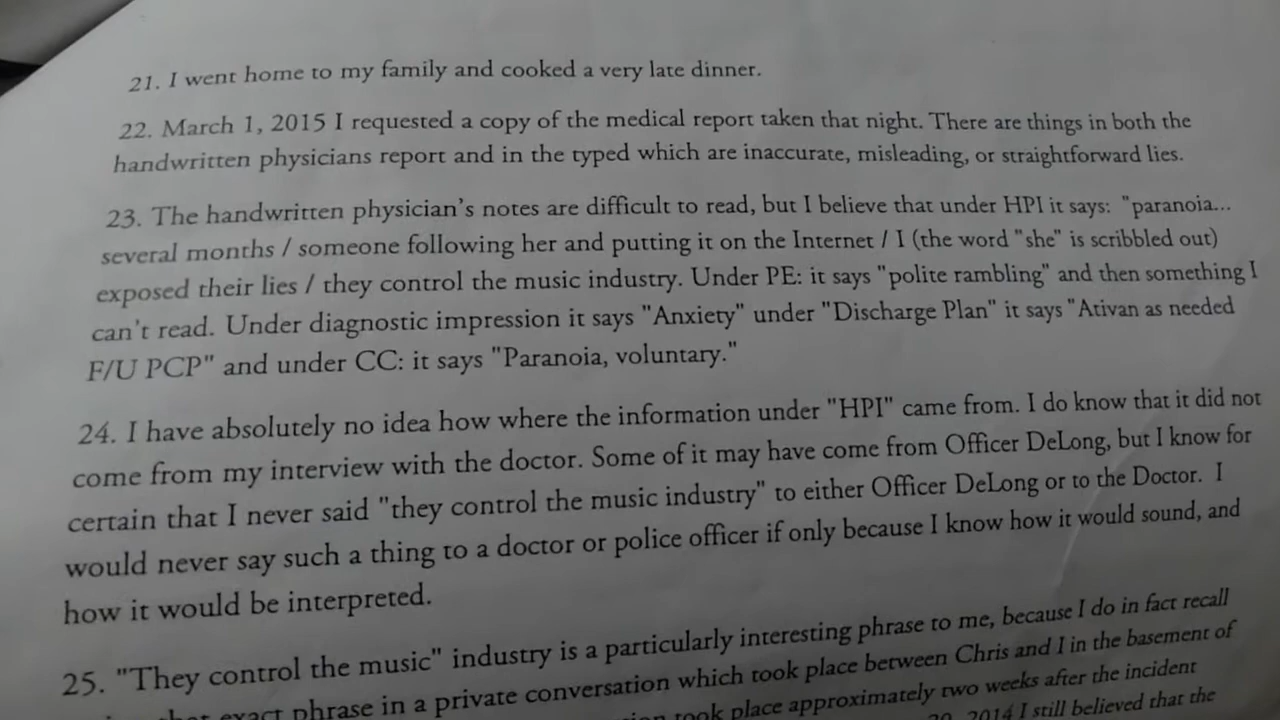 21. I went home to my family and cooked a very late dinner.
22. March 1, 2015 I requested a copy of the medical report taken that night. There are things in both the
handwritten physicians report and in the typed which are inaccurate, misleading, or straightforward lies.
23. The handwritten physician's notes are difficult to read, but I believe that under HPI it says: "paranoia...
several months / someone following her and putting it on the Internet / I (the word "she" is scribbled out)
exposed their lies / they control the music industry. Under PE: it says "polite rambling" and then something I
can't read. Under diagnostic impression it says "Anxiety" under "Discharge Plan" it says "Ativan as needed
F/U PCP" and under CC: it says "Paranoia, voluntary."
24. I have absolutely no idea how where the information under "HPI" came from. I do know that it did not
come from my interview with the doctor. Some of it may have come from Officer DeLong, but I know for
certain that I never said "they control the music industry" to either Officer DeLong or to the Doctor. I
would never say such a thing to a doctor or police officer if only because I know how it would sound, and
how it would be interpreted.
25. "They control the music" industry is a particularly interesting phrase to me, because I do in fact recall
exact phrase in a private conversation which took place between Chris and I in the basement of
took place approximately two weeks after the incident
2014 I still believed that the